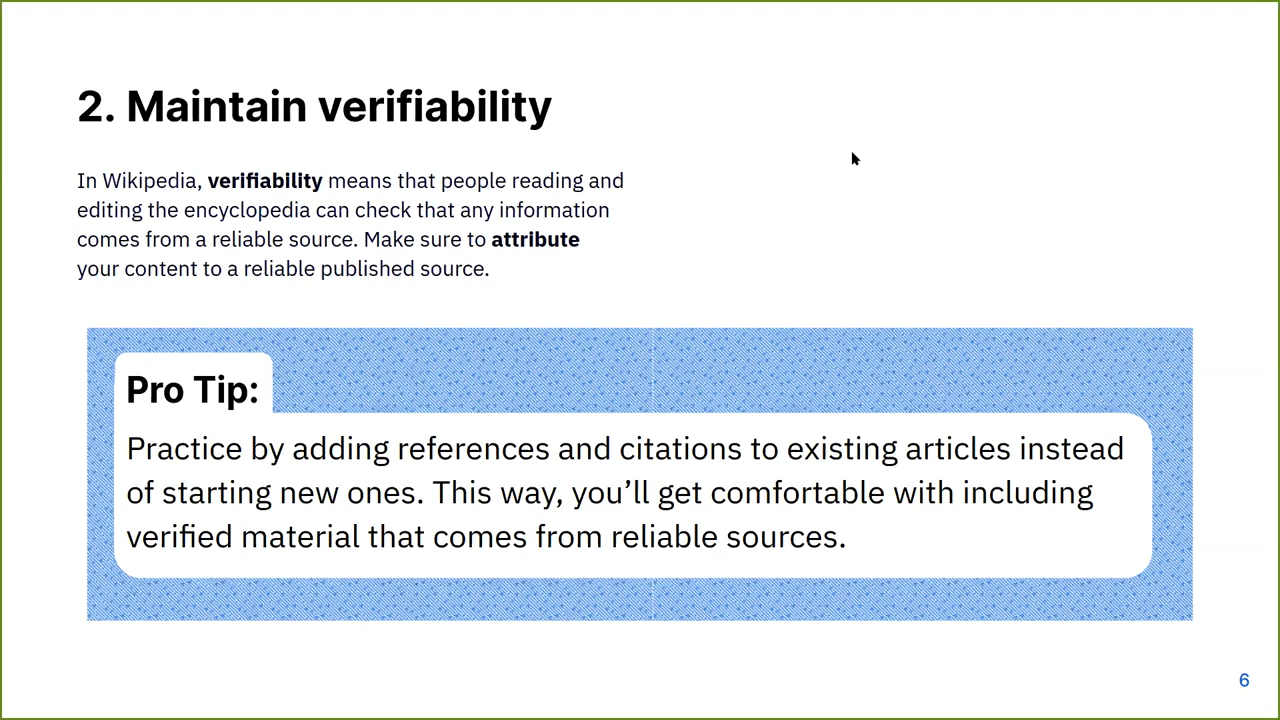 2. Maintain verifiability
In Wikipedia, verifiability means that people reading and
editing the encyclopedia can check that any information
comes from a reliable source. Make sure to attribute
your content to a reliable published source.
Pro Tip:
Practice by adding references and citations to existing articles instead
of starting new ones. This way, you’ll get comfortable with including
verified material that comes from reliable sources.
6